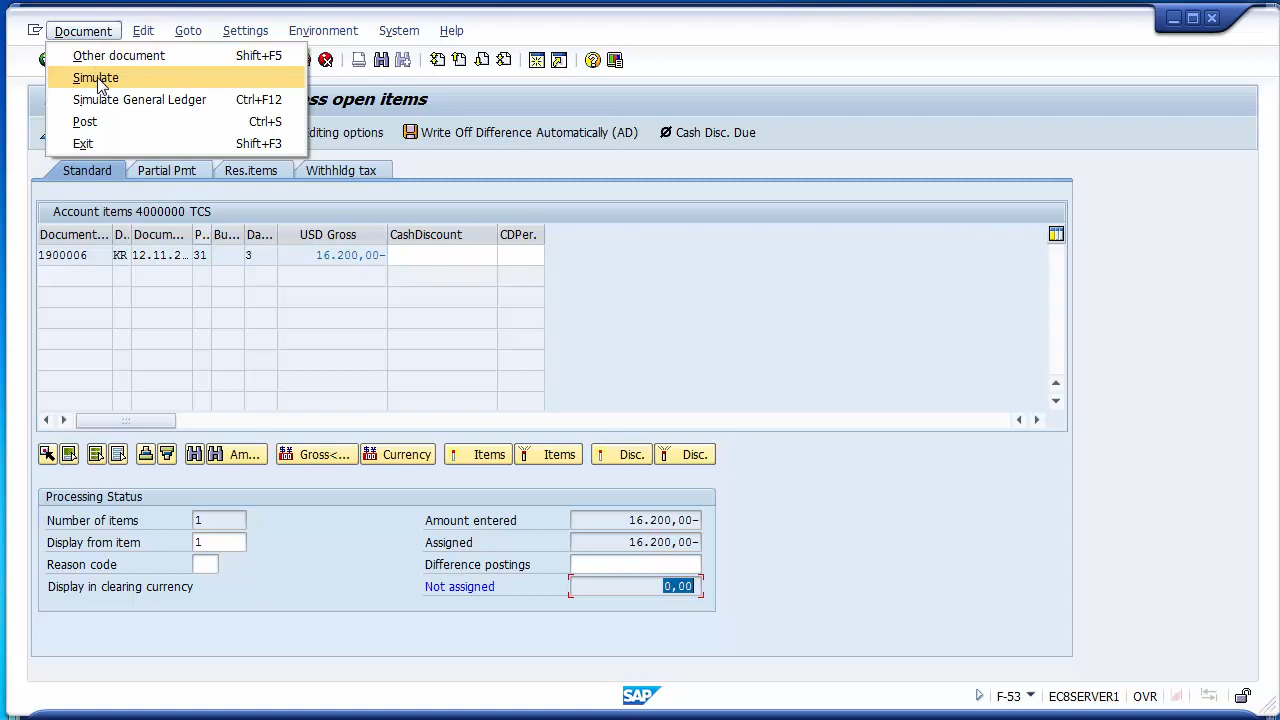 Document Edit Goto Settings Environment System Help
Other document Shift+F5
Simulate
Simulate General Ledger Ctrl+F12
Post Ctrl+S
Exit Shift+F3
ss open items
diting options Write Off Difference Automatically (AD) Cash Disc. Due
Standard Partial Pmt Res.items Withhldg tax
Account items 4000000 TCS
Document... D.. Docum... P.. Bu... Da... USD Gross CashDiscount CDPer.
1900006 KR 12.11.2... 31 3 16.200,00-
Am... Gross<... Currency Items Items Disc. Disc.
Processing Status
Number of items 1 Amount entered 16.200,00-
Display from item 1 Assigned 16.200,00-
Reason code Difference postings
Display in clearing currency Not assigned 0,00
SAP F-53 EC8SERVER1 OVR